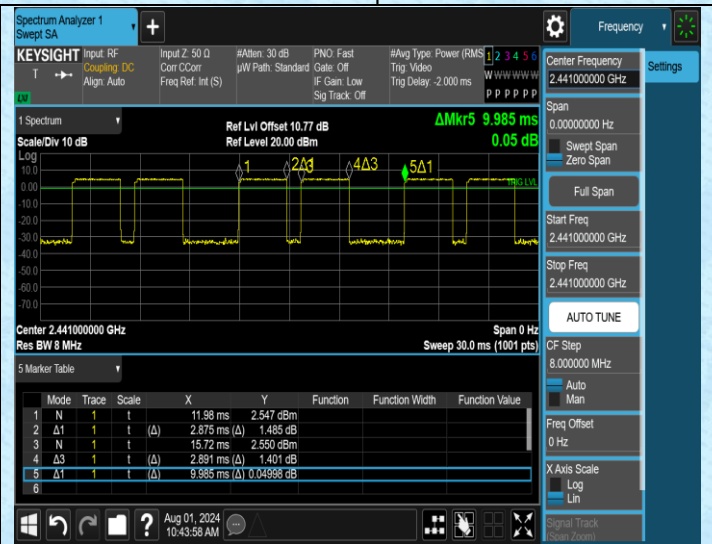 Spectrum Analyzer 1
Swept SA
+
Frequency
KEYSIGHT
T
LXI
Input: RF
Coupling: DC
Align: Auto
Input Z: 50 Ω
Corr CCorr
Freq Ref: Int (S)
#Atten: 30 dB
µW Path: Standard
PNO: Fast
Gate: Off
IF Gain: Low
Sig Track: Off
#Avg Type: Power (RMS
Trig: Video
Trig Delay: -2.000 ms
1 2 3 4 5 6
W W W W W W
P P P P P P
1 Spectrum
Scale/Div 10 dB
Ref Lvl Offset 10.77 dB
Ref Level 20.00 dBm
ΔMkr5 9.985 ms
0.05 dB
Log
10.0
0.00
-10.0
-20.0
-30.0
-40.0
-50.0
-60.0
-70.0
1
2Δ1
3
4Δ3
5Δ1
TRIG LVL
Center 2.441000000 GHz
Res BW 8 MHz
Span 0 Hz
Sweep 30.0 ms (1001 pts)
5 Marker Table
Mode Trace Scale X Y Function Function Width Function Value
1 N 1 t 11.98 ms 2.547 dBm
2 Δ1 1 t (Δ) 2.875 ms (Δ) 1.485 dB
3 N 1 t 15.72 ms 2.550 dBm
4 Δ3 1 t (Δ) 2.891 ms (Δ) 1.401 dB
5 Δ1 1 t (Δ) 9.985 ms (Δ) 0.04998 dB
6
?
Aug 01, 2024
10:43:58 AM
Center Frequency
2.441000000 GHz
Span
0.00000000 Hz
Swept Span
Zero Span
Full Span
Start Freq
2.441000000 GHz
Stop Freq
2.441000000 GHz
AUTO TUNE
CF Step
8.000000 MHz
Auto
Man
Freq Offset
0 Hz
X Axis Scale
Log
Lin
Signal Track
(Span Zoom)
Settings